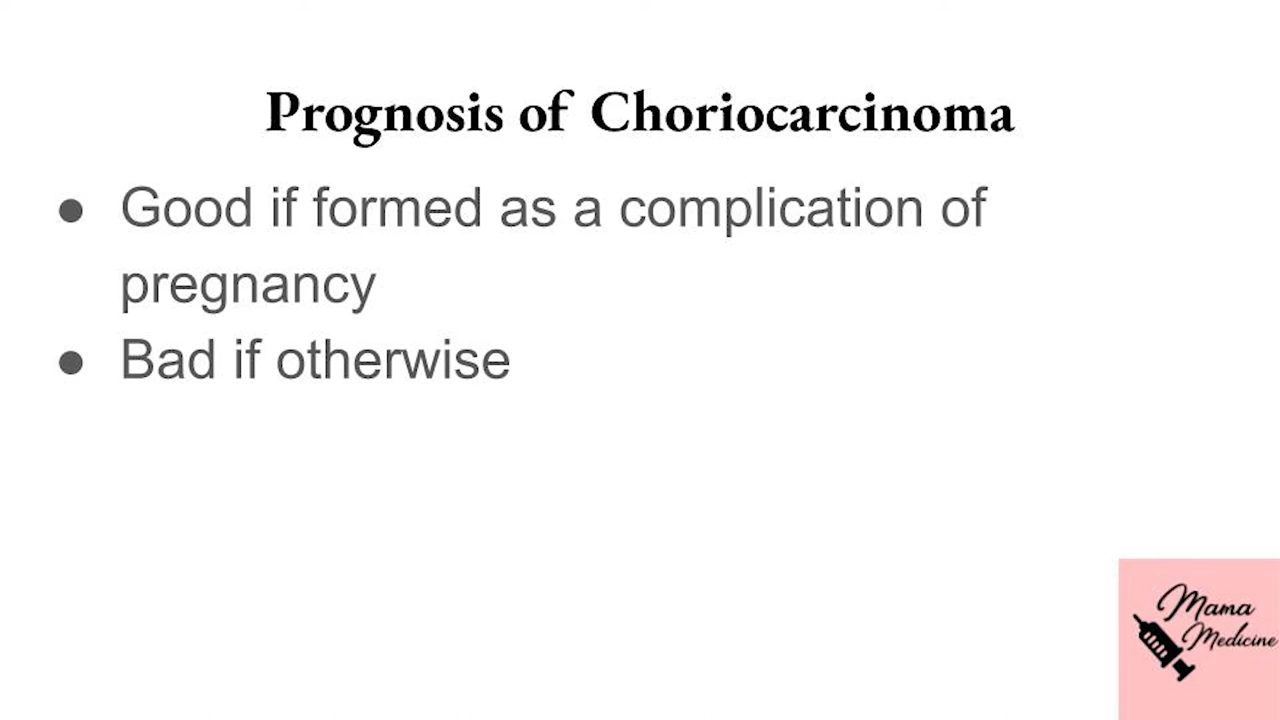 Prognosis of Choriocarcinoma
● Good if formed as a complication of
pregnancy
● Bad if otherwise
Mama
Medicine